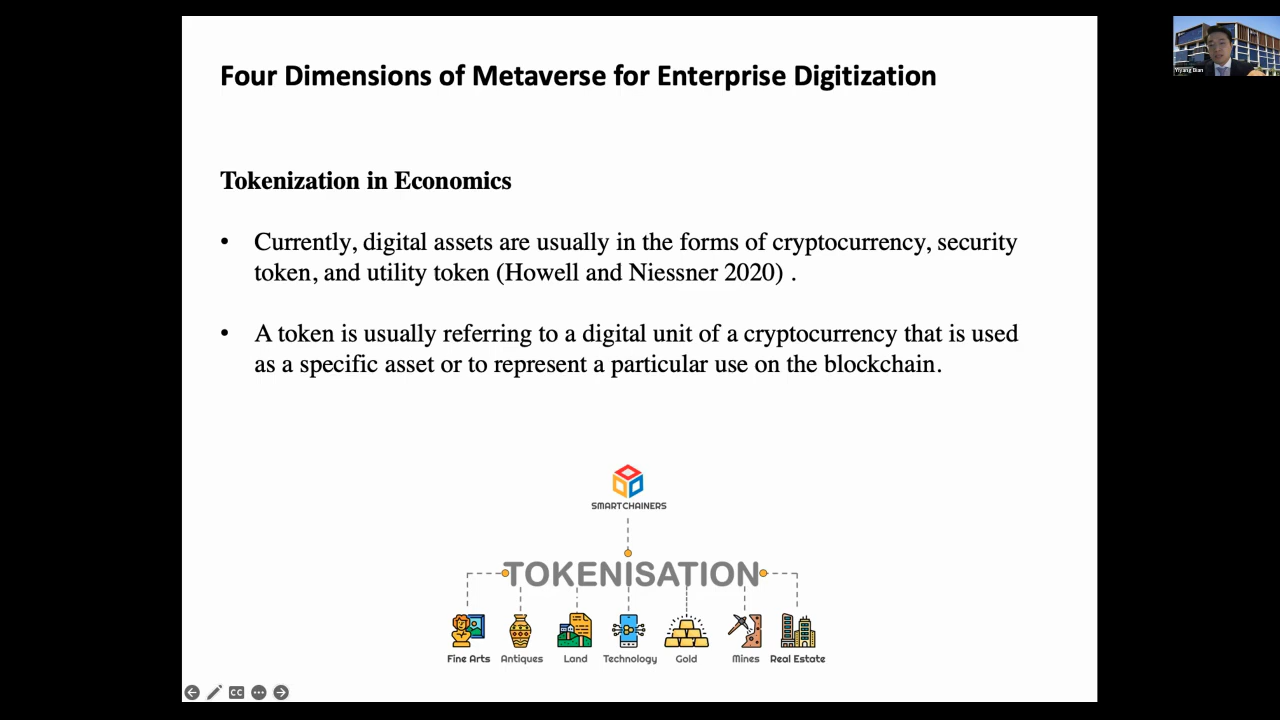 Four Dimensions of Metaverse for Enterprise Digitization
Yiyang Bian
Tokenization in Economics
• Currently, digital assets are usually in the forms of cryptocurrency, security
token, and utility token (Howell and Niessner 2020) .
• A token is usually referring to a digital unit of a cryptocurrency that is used
as a specific asset or to represent a particular use on the blockchain.
SMARTCHAINERS
TOKENISATION
Fine Arts Antiques Land Technology Gold Mines Real Estate
CC